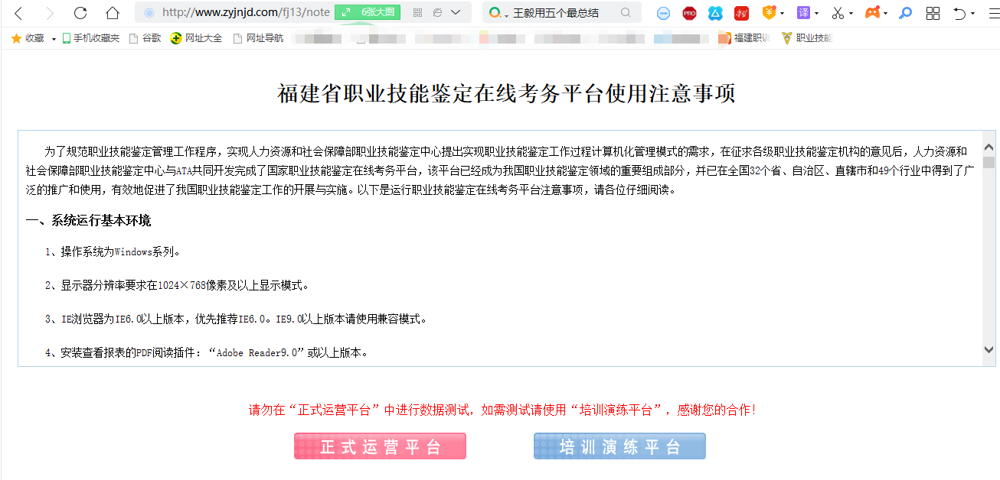 http://www.zyjnjd.com/fj13/note
6张大图
王毅用五个最总结
PRO
译
收藏
手机收藏夹
谷歌
网址大全
网址导航
福建职训
职业技能
福建省职业技能鉴定在线考务平台使用注意事项
为了规范职业技能鉴定管理工作程序，实现人力资源和社会保障部职业技能鉴定中心提出实现职业技能鉴定工作过程计算机化管理模式的需求，在征求各级职业技能鉴定机构的意见后，人力资源和
社会保障部职业技能鉴定中心与ATA共同开发完成了国家职业技能鉴定在线考务平台，该平台已经成为我国职业技能鉴定领域的重要组成部分，并已在全国32个省、自治区、直辖市和49个行业中得到了广
泛的推广和使用，有效地促进了我国职业技能鉴定工作的开展与实施。以下是运行职业技能鉴定在线考务平台注意事项，请各位仔细阅读。
一、系统运行基本环境
1、操作系统为Windows系列。
2、显示器分辨率要求在1024×768像素及以上显示模式。
3、IE浏览器为IE6.0以上版本，优先推荐IE6.0。IE9.0以上版本请使用兼容模式。
4、安装查看报表的PDF阅读插件：“Adobe Reader9.0”或以上版本。
请勿在“正式运营平台”中进行数据测试，如需测试请使用“培训演练平台”，感谢您的合作！
正式运营平台
培训演练平台